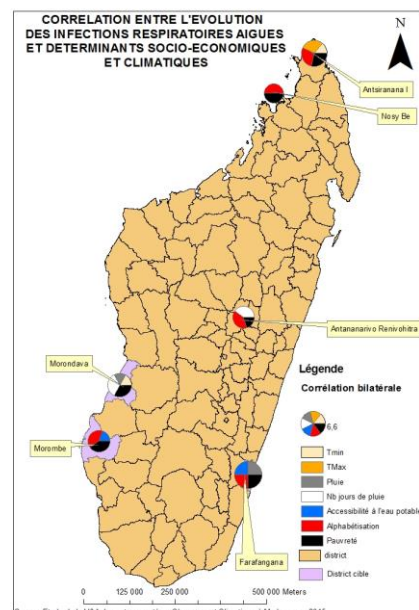 CORRELATION ENTRE L'EVOLUTION
DES INFECTIONS RESPIRATOIRES AIGUES
ET DETERMINANTS SOCIO-ECONOMIQUES
ET CLIMATIQUES
N
Antsiranana I
Nosy Be
Antananarivo Renivohitra
Morondava
Morombe
Farafangana
Légende
Corrélation bilatérale
6,6
Tmin
TMax
Pluie
Nb jours de pluie
Accessibilité à l'eau potable
Alphabétisation
Pauvreté
district
District cible
0 125 000 250 000 500 000 Meters